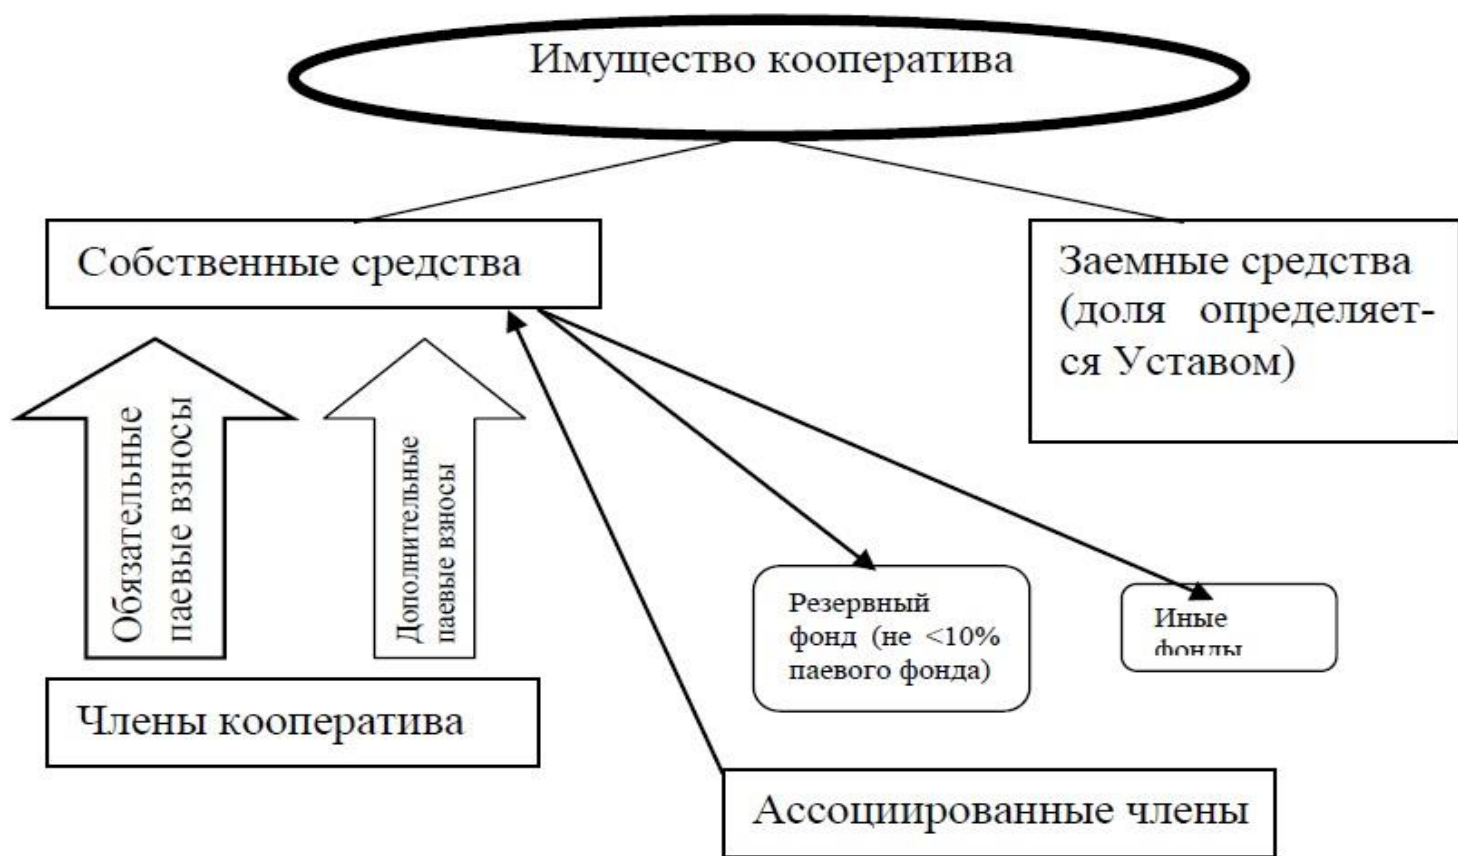 Имущество кооператива
Собственные средства
Заемные средства
(доля определяет-
ся Уставом)
Обязательные
паевые взносы
Дополнительные
паевые взносы
Резервный
фонд (не <10%
паевого фонда)
Иные
фонды
Члены кооператива
Ассоциированные члены